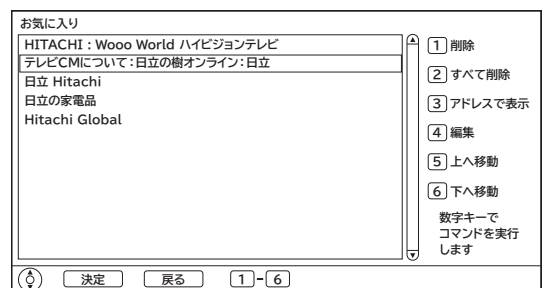 お気に入り
HITACHI : Wooo World ハイビジョンテレビ
テレビCMについて：日立の樹オンライン：日立
日立 Hitachi
日立の家電品
Hitachi Global
1 削除
2 すべて削除
3 アドレスで表示
4 編集
5 上へ移動
6 下へ移動
数字キーで
コマンドを実行
します
決定 戻る 1-6